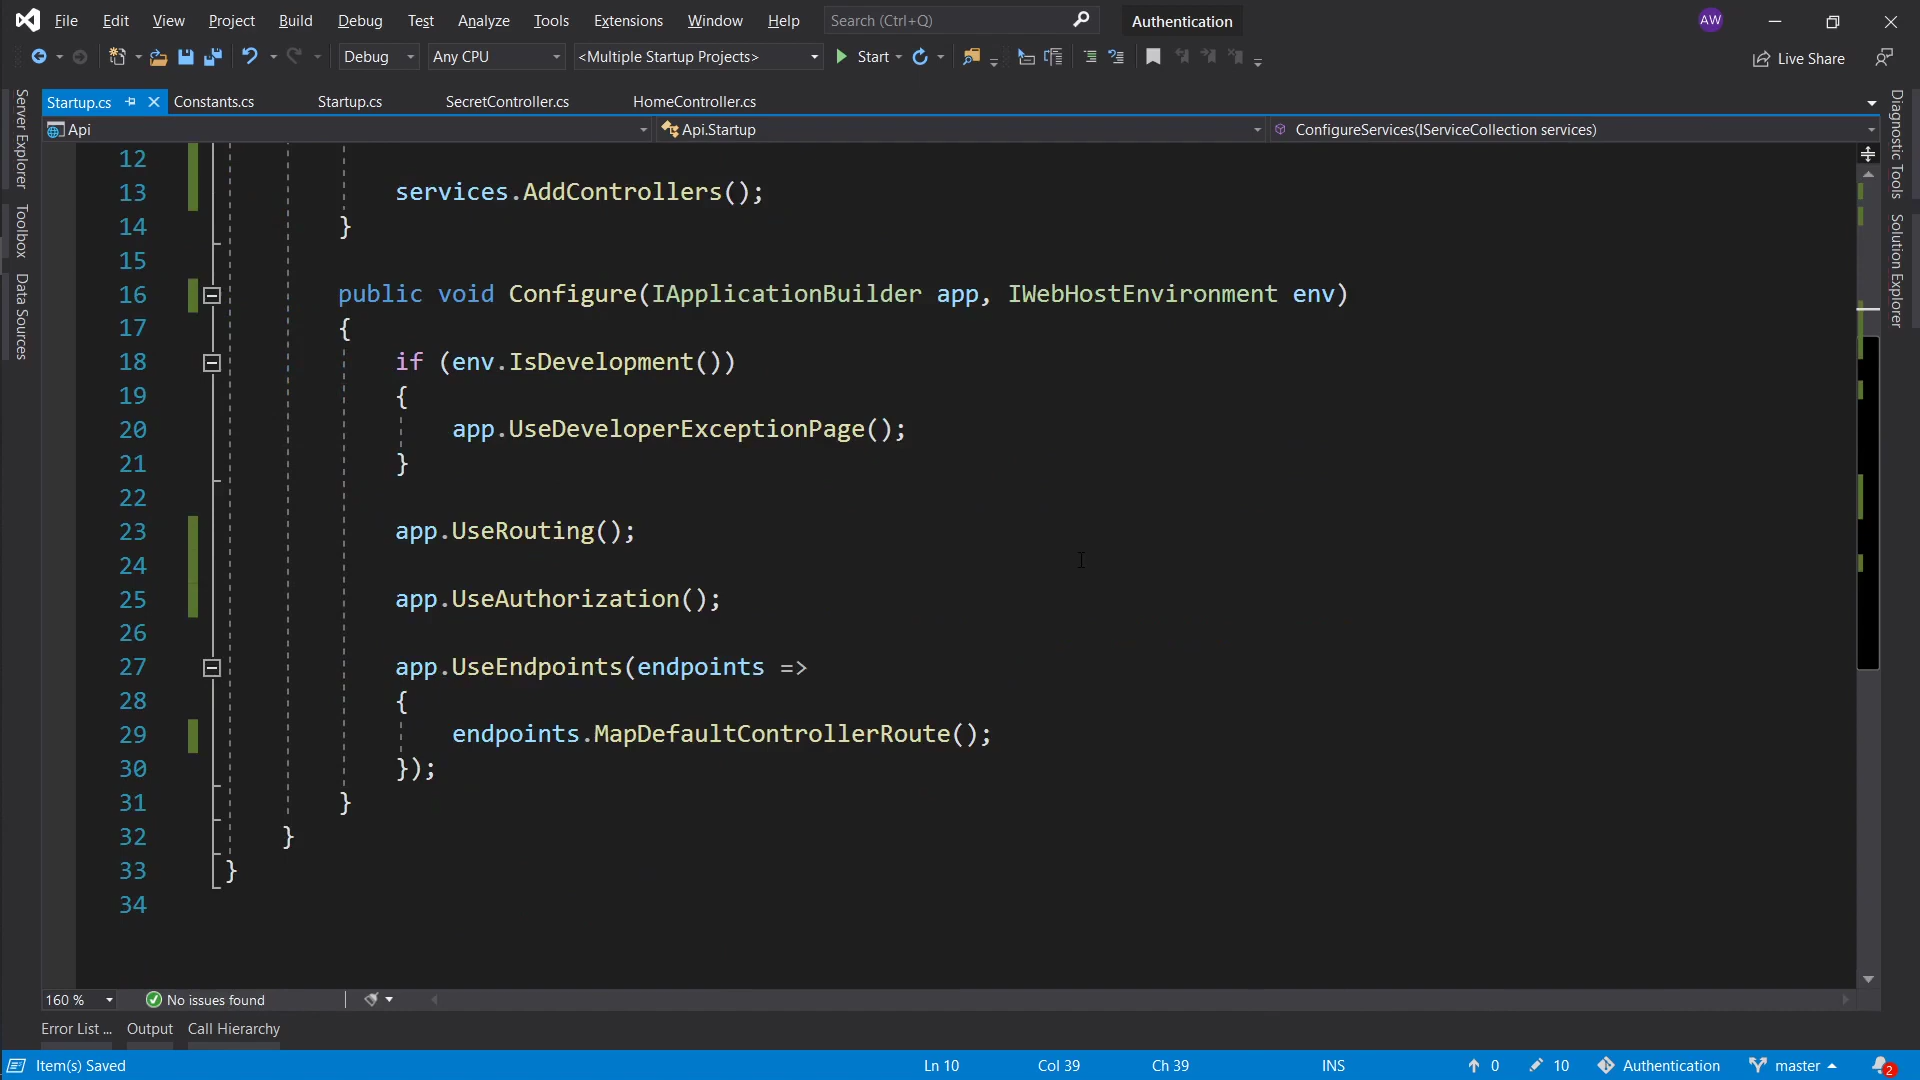 File Edit View Project Build Debug Test Analyze Tools Extensions Window Help Search (Ctrl+Q) Authentication AW
Debug Any CPU <Multiple Startup Projects> Start Live Share
Startup.cs Constants.cs Startup.cs SecretController.cs HomeController.cs
Api Api.Startup ConfigureServices(IServiceCollection services)
Server Explorer
Toolbox
Data Sources
12
13 services.AddControllers();
14 }
15
16 public void Configure(IApplicationBuilder app, IWebHostEnvironment env)
17 {
18 if (env.IsDevelopment())
19 {
20 app.UseDeveloperExceptionPage();
21 }
22
23 app.UseRouting();
24
25 app.UseAuthorization();
26
27 app.UseEndpoints(endpoints =>
28 {
29 endpoints.MapDefaultControllerRoute();
30 });
31 }
32 }
33 }
34
Diagnostic Tools
Solution Explorer
160 % No issues found
Error List ... Output Call Hierarchy
Item(s) Saved Ln 10 Col 39 Ch 39 INS 0 10 Authentication master 2